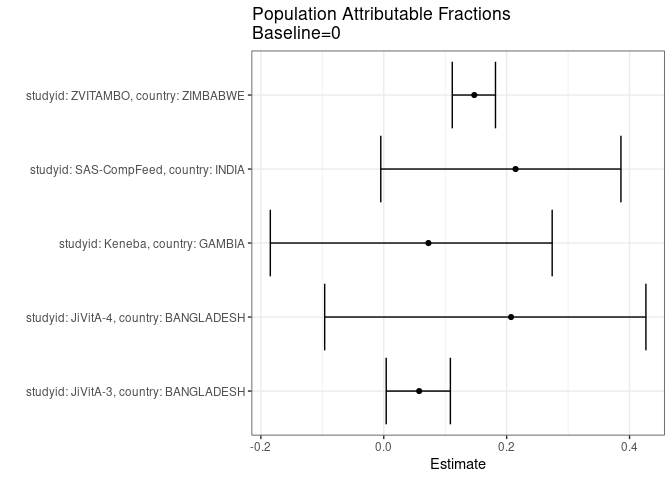 Population Attributable Fractions
Baseline=0
studyid: ZVITAMBO, country: ZIMBABWE
studyid: SAS-CompFeed, country: INDIA
studyid: Keneba, country: GAMBIA
studyid: JiVitA-4, country: BANGLADESH
studyid: JiVitA-3, country: BANGLADESH
-0.2 0.0 0.2 0.4
Estimate